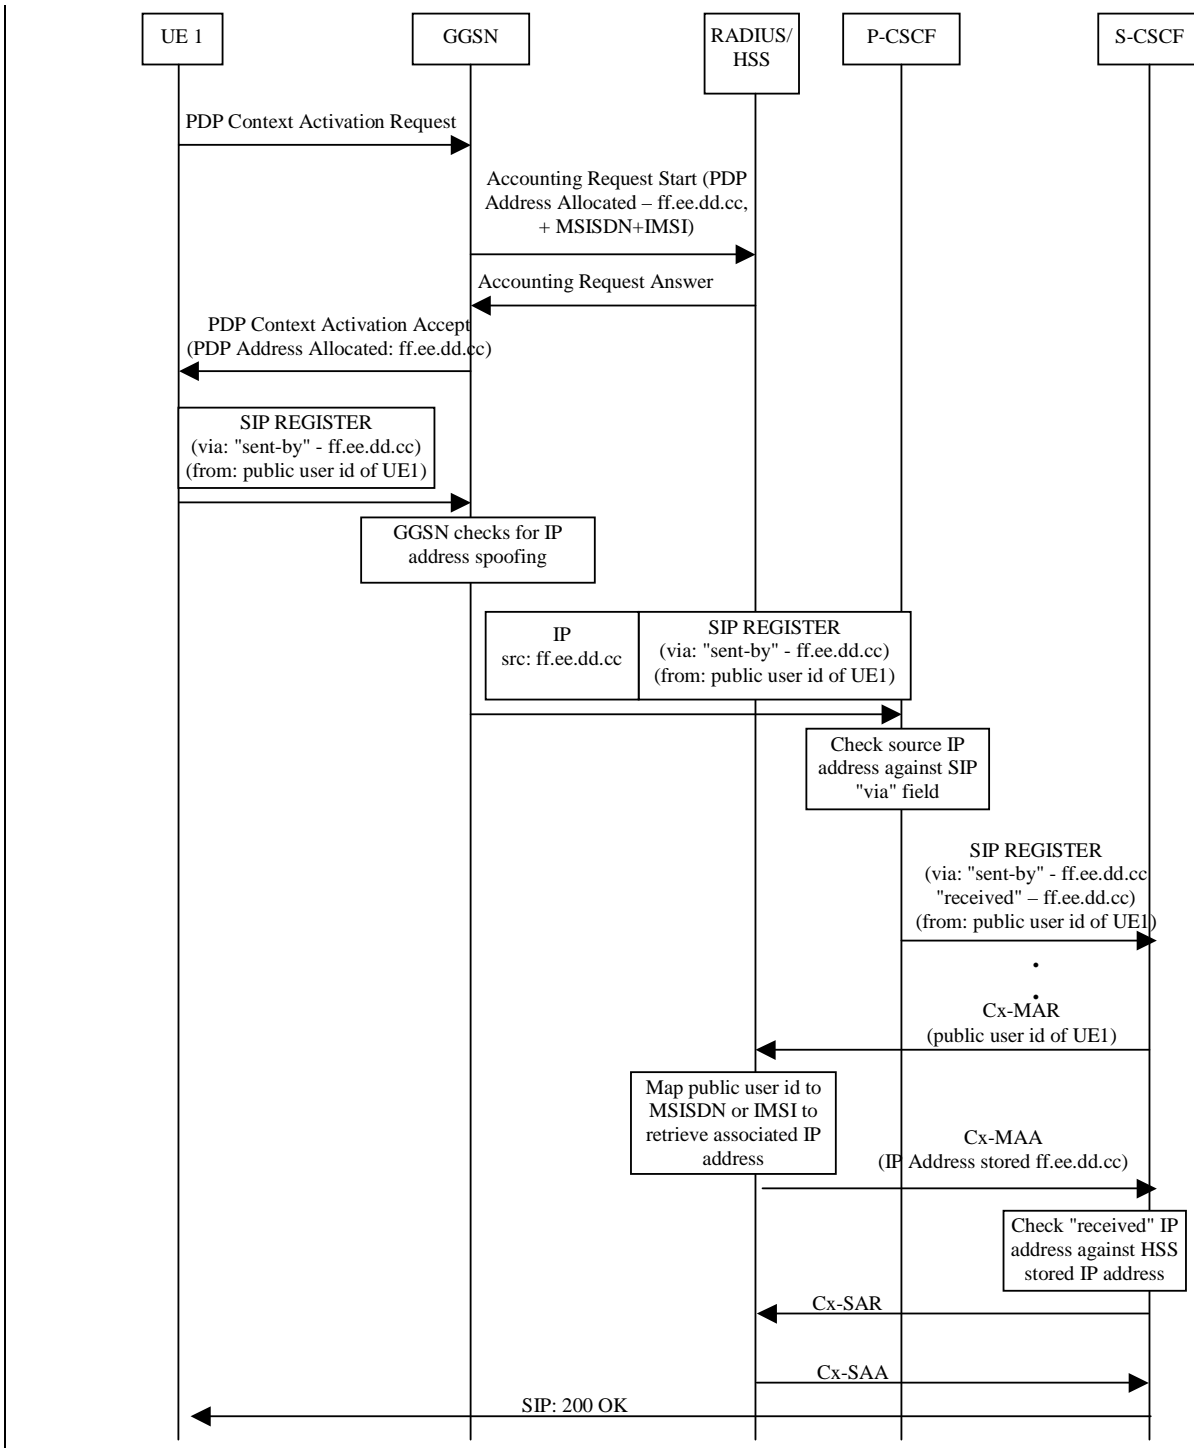 UE 1
GGSN
RADIUS/
HSS
P-CSCF
S-CSCF
PDP Context Activation Request
Accounting Request Start (PDP
Address Allocated – ff.ee.dd.cc,
+ MSISDN+IMSI)
Accounting Request Answer
PDP Context Activation Accept
(PDP Address Allocated: ff.ee.dd.cc)
SIP REGISTER
(via: "sent-by" - ff.ee.dd.cc)
(from: public user id of UE1)
GGSN checks for IP
address spoofing
IP
src: ff.ee.dd.cc
SIP REGISTER
(via: "sent-by" - ff.ee.dd.cc)
(from: public user id of UE1)
Check source IP
address against SIP
"via" field
SIP REGISTER
(via: "sent-by" - ff.ee.dd.cc
"received" – ff.ee.dd.cc)
(from: public user id of UE1)
.
.
Cx-MAR
(public user id of UE1)
Map public user id to
MSISDN or IMSI to
retrieve associated IP
address
Cx-MAA
(IP Address stored ff.ee.dd.cc)
Check "received" IP
address against HSS
stored IP address
Cx-SAR
Cx-SAA
SIP: 200 OK